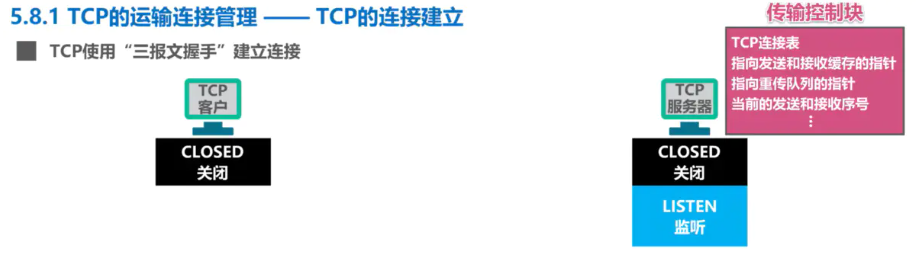 5.8.1 TCP的运输连接管理 —— TCP的连接建立
TCP使用“三报文握手”建立连接
传输控制块
TCP连接表
指向发送和接收缓存的指针
指向重传队列的指针
当前的发送和接收序号
⋮
TCP
客户
CLOSED
关闭
TCP
服务器
CLOSED
关闭
LISTEN
监听